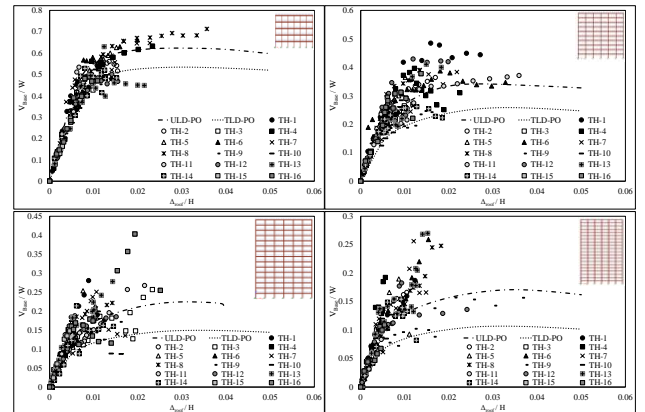 0.8
0.7
0.6
0.5
0.4
0.3
0.2
0.1
0
V_Base / W
ULD-PO TLD-PO TH-1
TH-2 TH-3 TH-4
TH-5 TH-6 TH-7
TH-8 TH-9 TH-10
TH-11 TH-12 TH-13
TH-14 TH-15 TH-16
0 0.01 0.02 0.03 0.04 0.05 0.06
Δ_roof / H
0.6
0.5
0.4
0.3
0.2
0.1
0
V_Base / W
ULD-PO TLD-PO TH-1
TH-2 TH-3 TH-4
TH-5 TH-6 TH-7
TH-8 TH-9 TH-10
TH-11 TH-12 TH-13
TH-14 TH-15 TH-16
0 0.01 0.02 0.03 0.04 0.05 0.06
Δ_roof / H
0.45
0.4
0.35
0.3
0.25
0.2
0.15
0.1
0.05
0
V_Base / W
ULD-PO TLD-PO TH-1
TH-2 TH-3 TH-4
TH-5 TH-6 TH-7
TH-8 TH-9 TH-10
TH-11 TH-12 TH-13
TH-14 TH-15 TH-16
0 0.01 0.02 0.03 0.04 0.05 0.06
Δ_roof / H
0.3
0.25
0.2
0.15
0.1
0.05
0
V_Base / W
ULD-PO TLD-PO TH-1
TH-2 TH-3 TH-4
TH-5 TH-6 TH-7
TH-8 TH-9 TH-10
TH-11 TH-12 TH-13
TH-14 TH-15 TH-16
0 0.01 0.02 0.03 0.04 0.05 0.06
Δ_roof / H